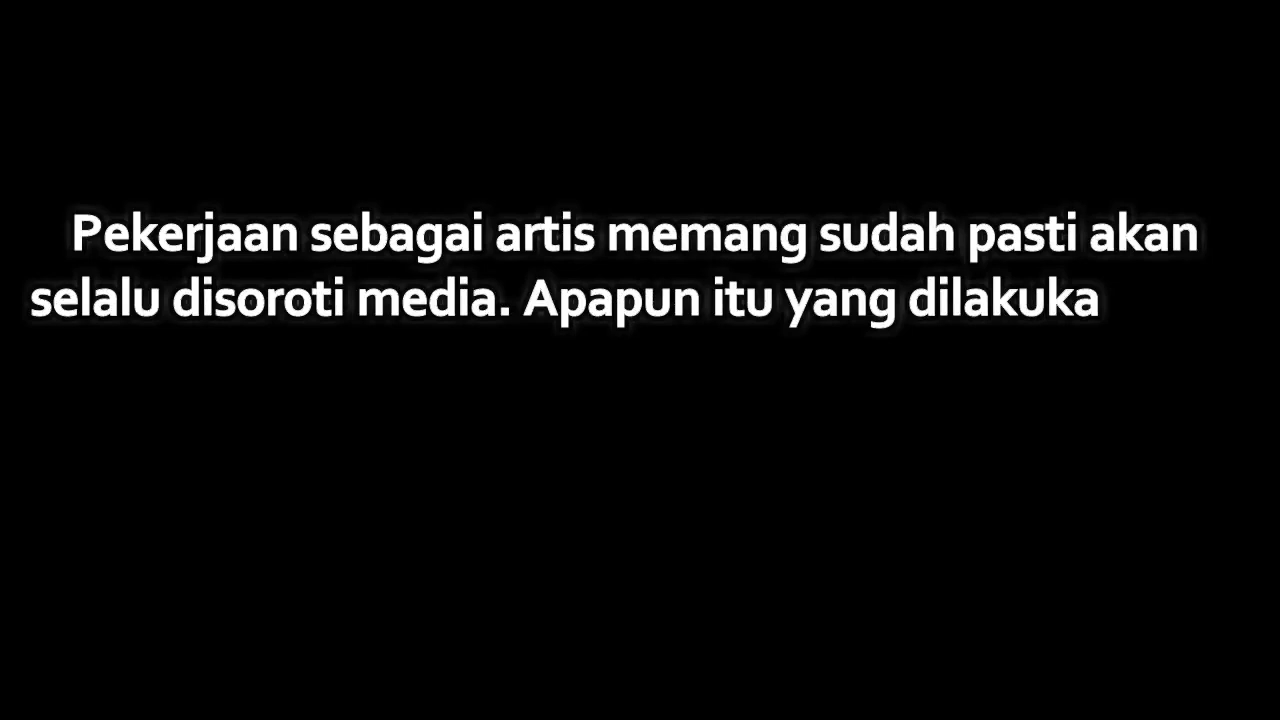 Pekerjaan sebagai artis memang sudah pasti akan
selalu disoroti media. Apapun itu yang dilakuka